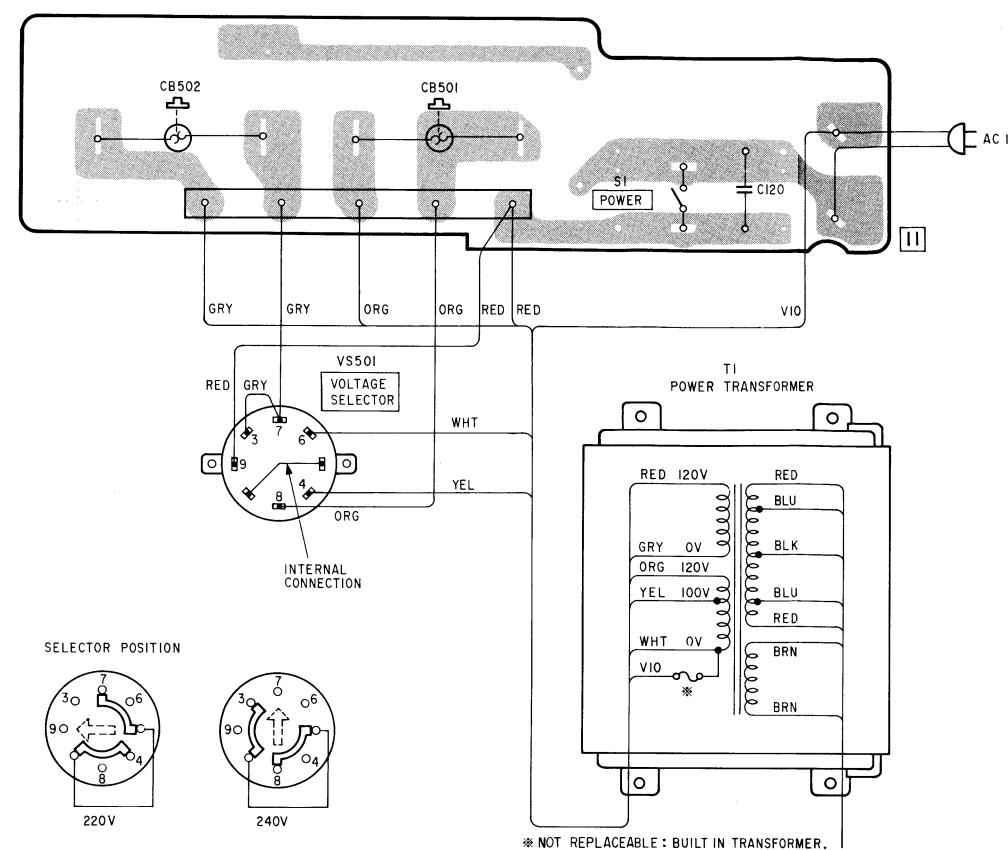 CB502
CB501
AC I
S1
POWER
C120
11
GRY
GRY
ORG
ORG
RED
RED
VIO
VS501
VOLTAGE
SELECTOR
RED
GRY
WHT
YEL
ORG
3
7
6
9
4
8
INTERNAL
CONNECTION
T1
POWER TRANSFORMER
RED 120V
GRY 0V
ORG 120V
YEL 100V
WHT 0V
VIO
※
RED
BLU
BLK
BLU
RED
BRN
BRN
SELECTOR POSITION
7
3
6
9
4
8
220V
7
3
6
9
4
8
240V
※ NOT REPLACEABLE : BUILT IN TRANSFORMER.